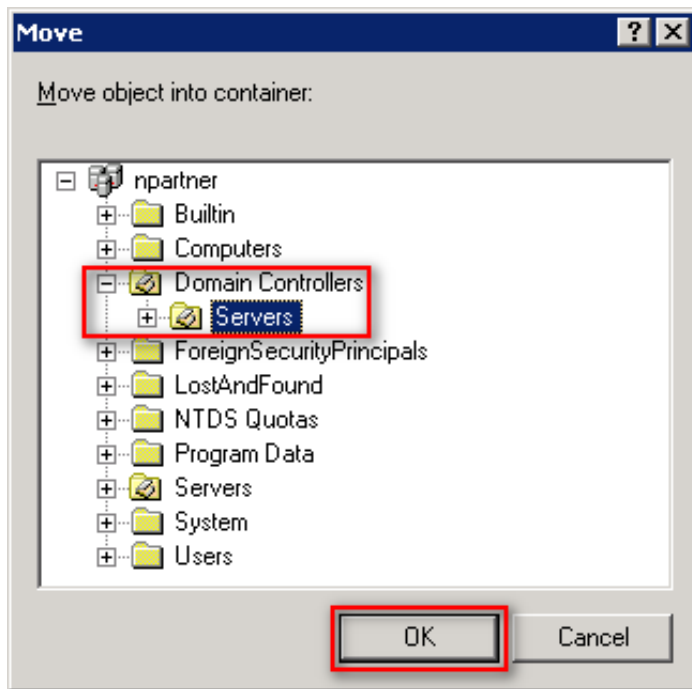 Move
Move object into container:
npartner
Builtin
Computers
Domain Controllers
Servers
ForeignSecurityPrincipals
LostAndFound
NTDS Quotas
Program Data
Servers
System
Users
OK Cancel